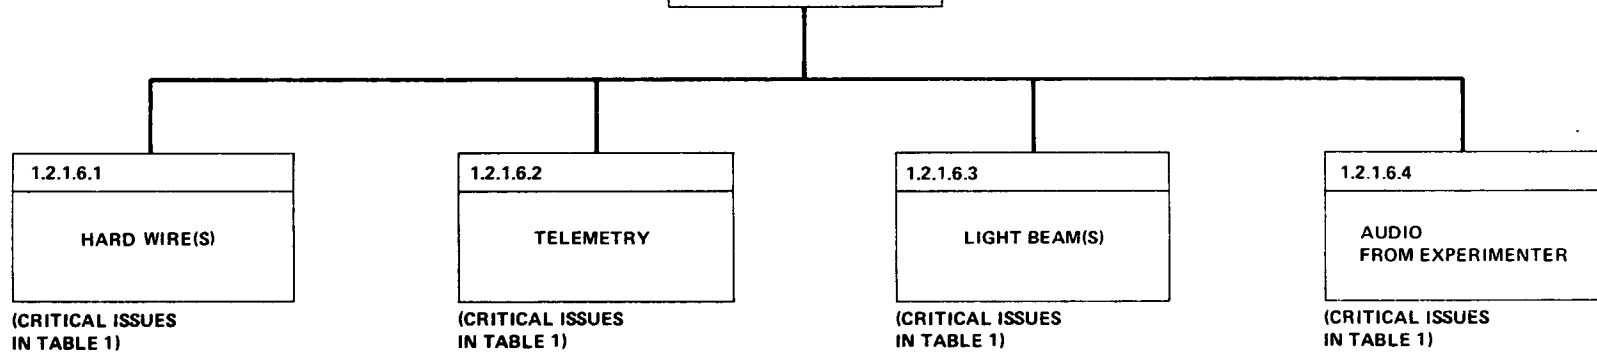 1.2.1.6.1
HARD WIRE(S)
(CRITICAL ISSUES
IN TABLE 1)
1.2.1.6.2
TELEMETRY
(CRITICAL ISSUES
IN TABLE 1)
1.2.1.6.3
LIGHT BEAM(S)
(CRITICAL ISSUES
IN TABLE 1)
1.2.1.6.4
AUDIO
FROM EXPERIMENTER
(CRITICAL ISSUES
IN TABLE 1)